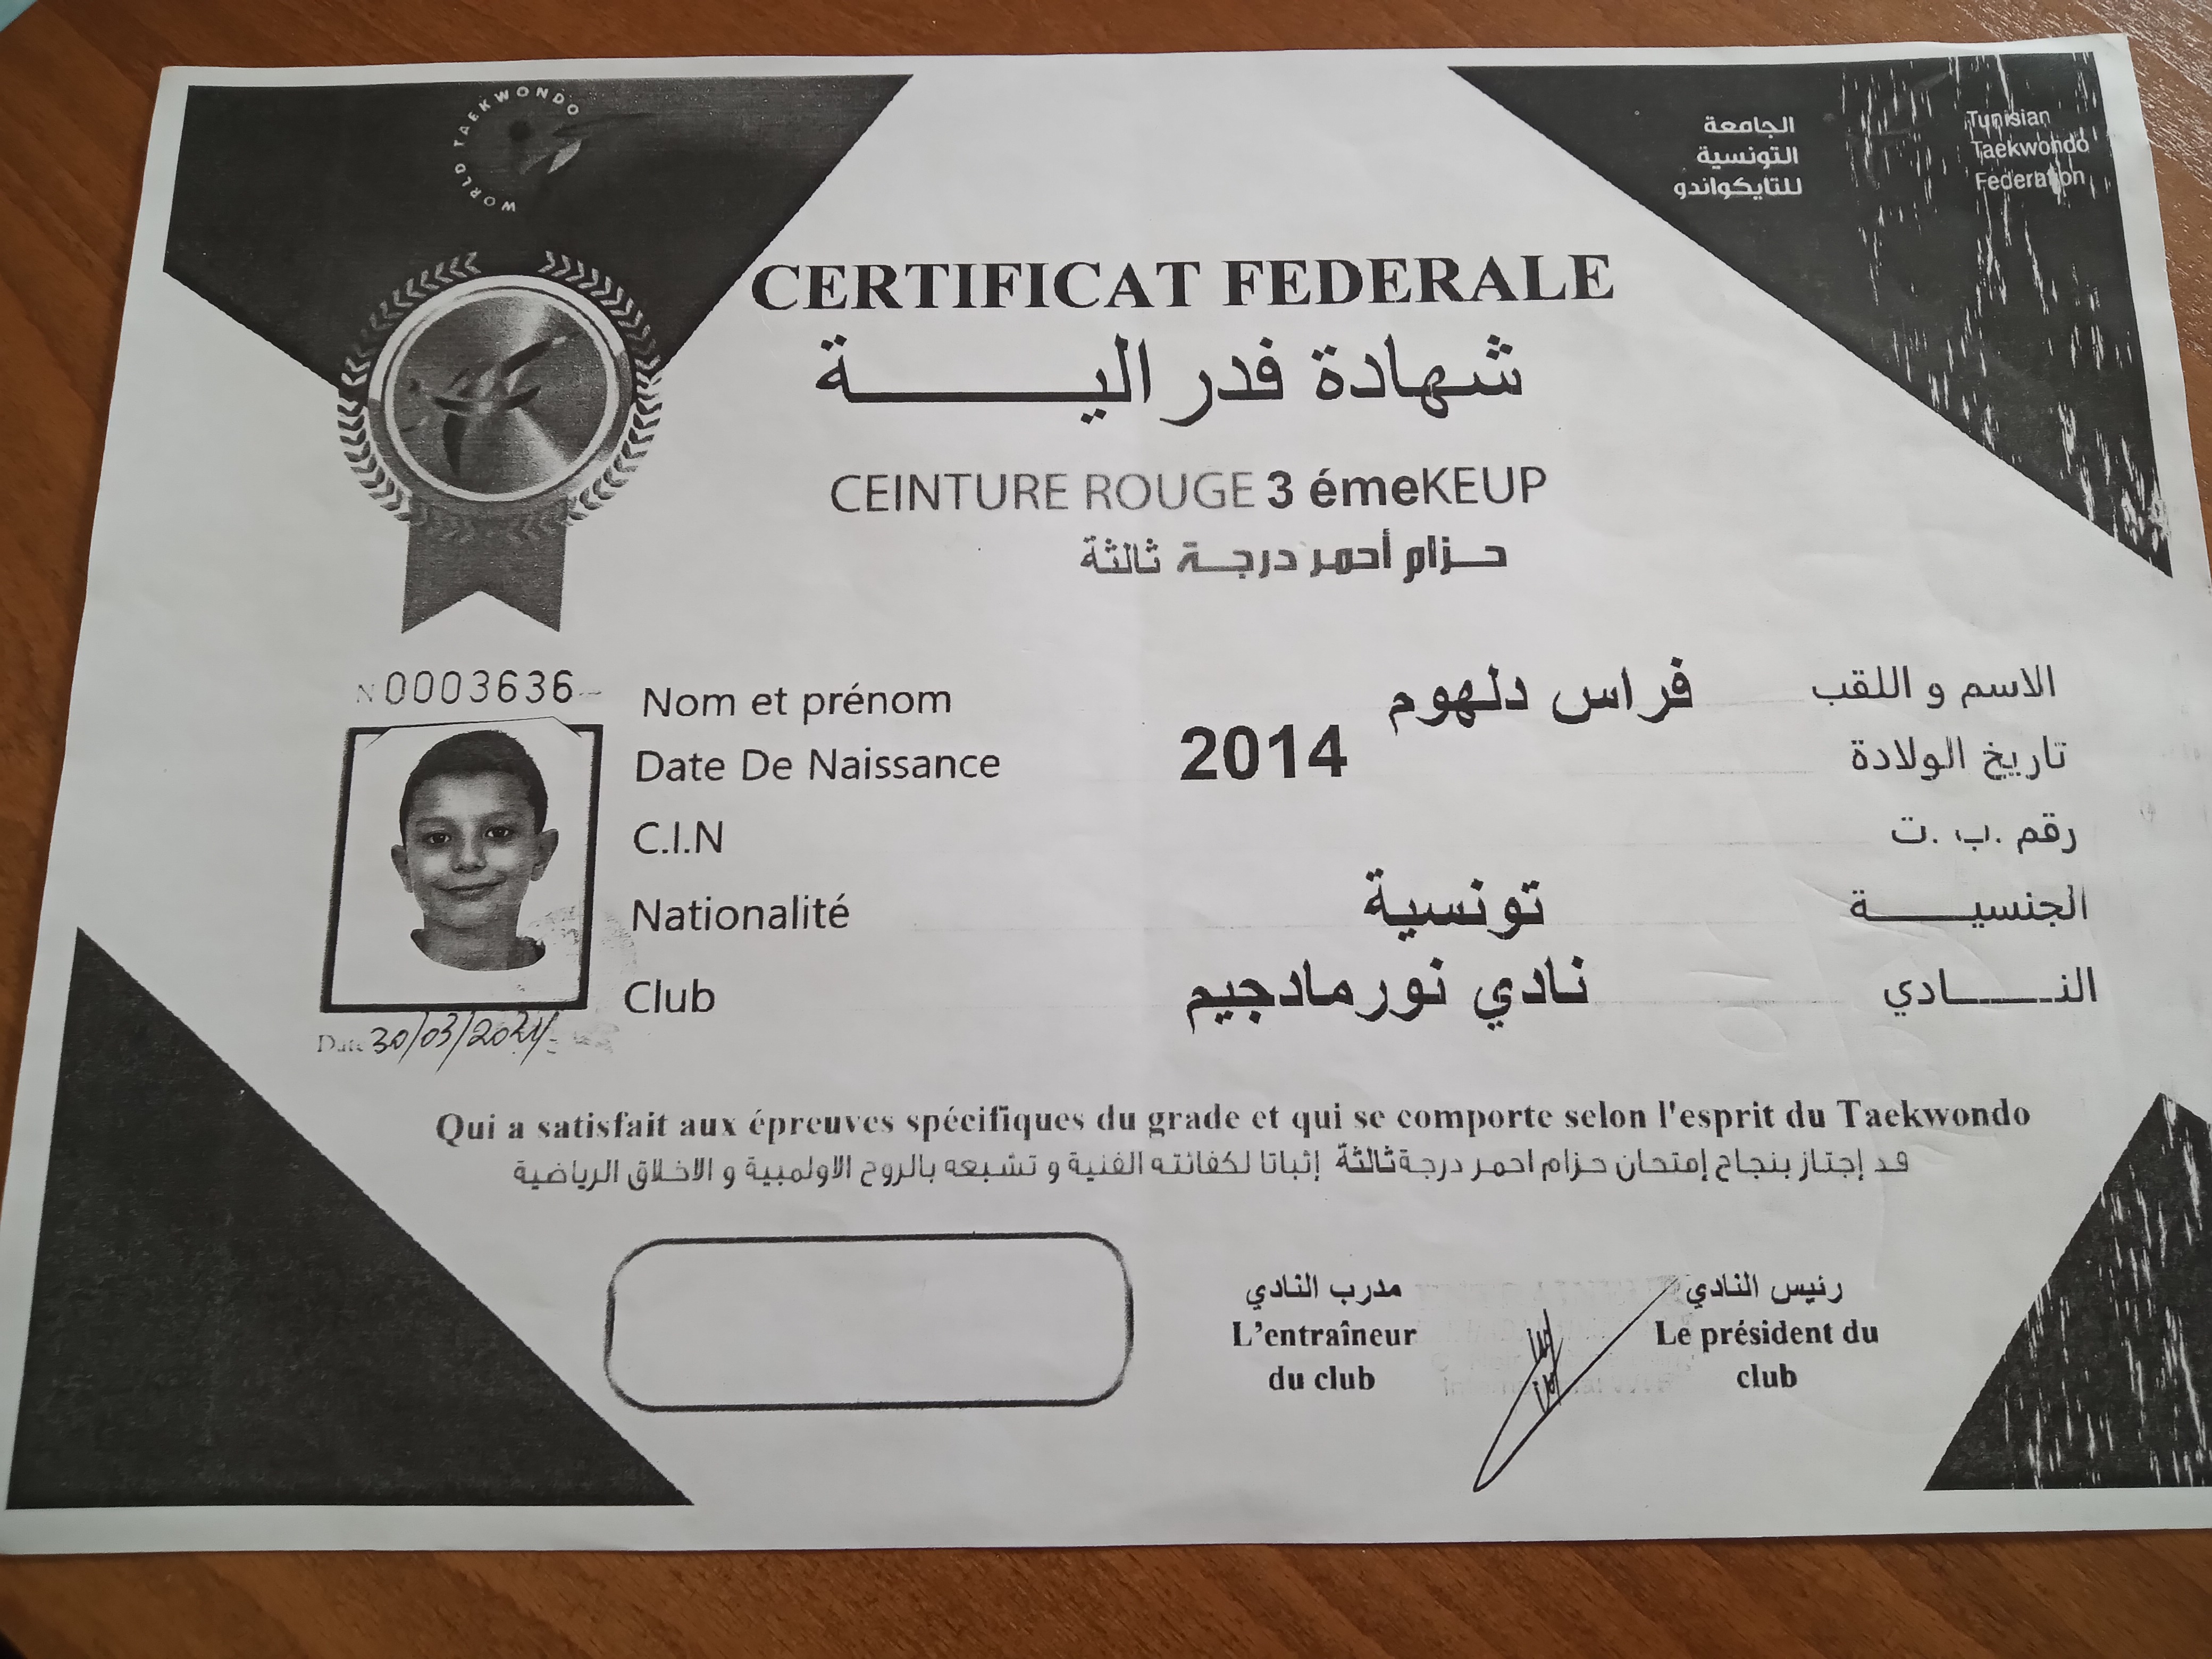 WORLD TAEKWONDO
الجامعة
التونسية
للتايكواندو
Tunisian
Taekwondo
Federation
CERTIFICAT FEDERALE
شهادة فدرالية
CEINTURE ROUGE 3 émeKEUP
حزام أحمر درجة ثالثة
N 0003636
Nom et prénom فراس دلهوم الاسم و اللقب
Date De Naissance 2014 تاريخ الولادة
C.I.N رقم .ب .ت
Nationalité تونسية الجنسية
Club نادي نورمادجيم النادي
Date 30/03/2024
Qui a satisfait aux épreuves spécifiques du grade et qui se comporte selon l'esprit du Taekwondo
قد إجتاز بنجاح إمتحان حزام احمر درجة ثالثة إثباتا لكفائته الفنية و تشبعه بالروح الاولمبية و الاخلاق الرياضية
مدرب النادي
L'entraîneur
du club
رئيس النادي
Le président du
club